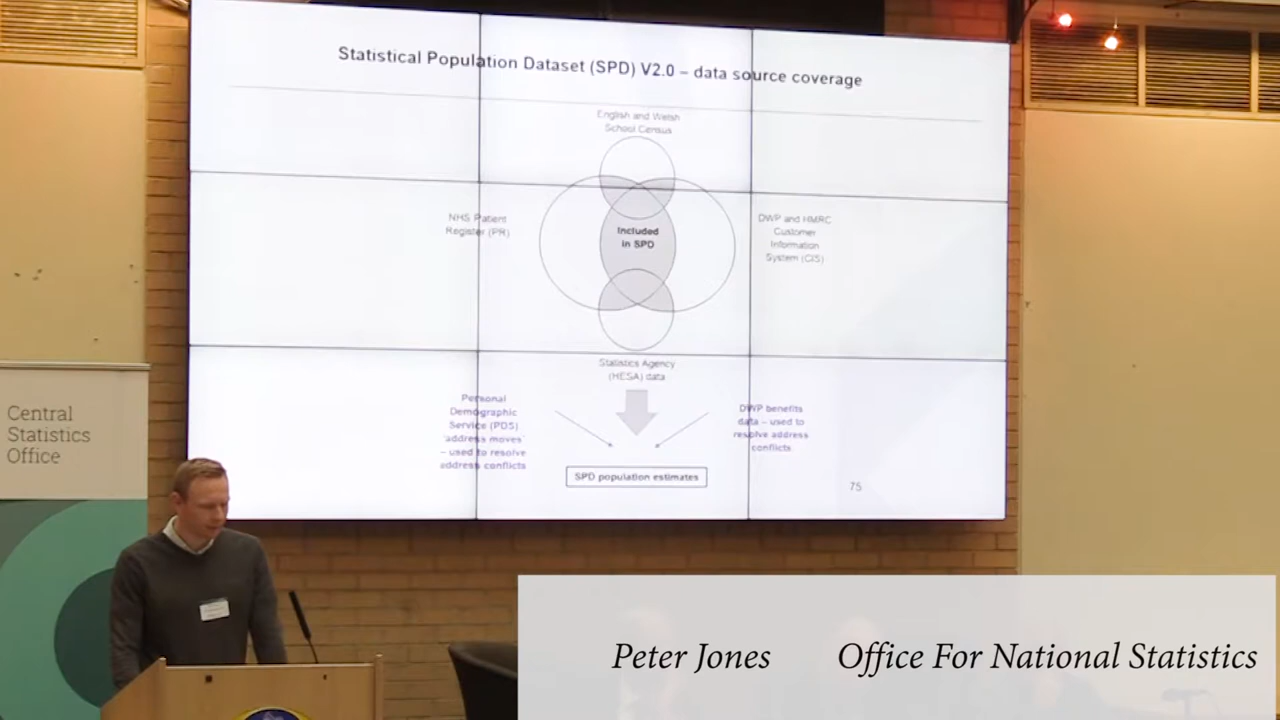 Statistical Population Dataset (SPD) V2.0 – data source coverage
English and Welsh
School Census
NHS Patient
Register (PR)
Included
in SPD
DWP and HMRC
Customer
Information
System (CIS)
Statistics Agency
(HESA) data
Personal
Demographic
Service (PDS)
'address moves'
– used to resolve
address conflicts
DWP benefits
data – used to
resolve address
conflicts
SPD population estimates
75
Central
Statistics
Office
Peter Jones
Office For National Statistics